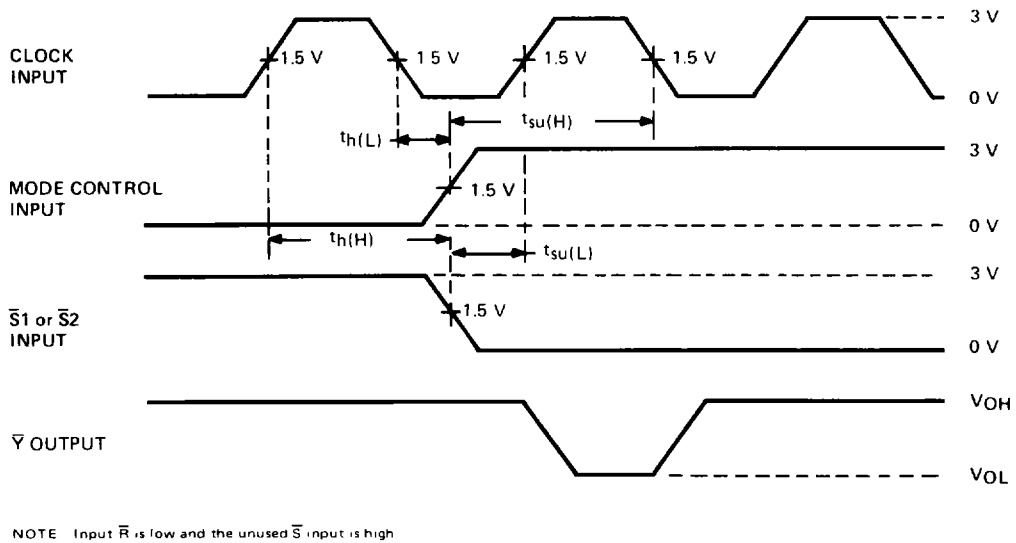 3 V
CLOCK
INPUT
1.5 V
1 5 V
1.5 V
1.5 V
0 V
tsu(H)
th(L)
3 V
MODE CONTROL
INPUT
1.5 V
0 V
th(H)
tsu(L)
3 V
S̅1 or S̅2
INPUT
1.5 V
0 V
VOH
Y̅ OUTPUT
VOL
NOTE Input R̅ is low and the unused S̅ input is high